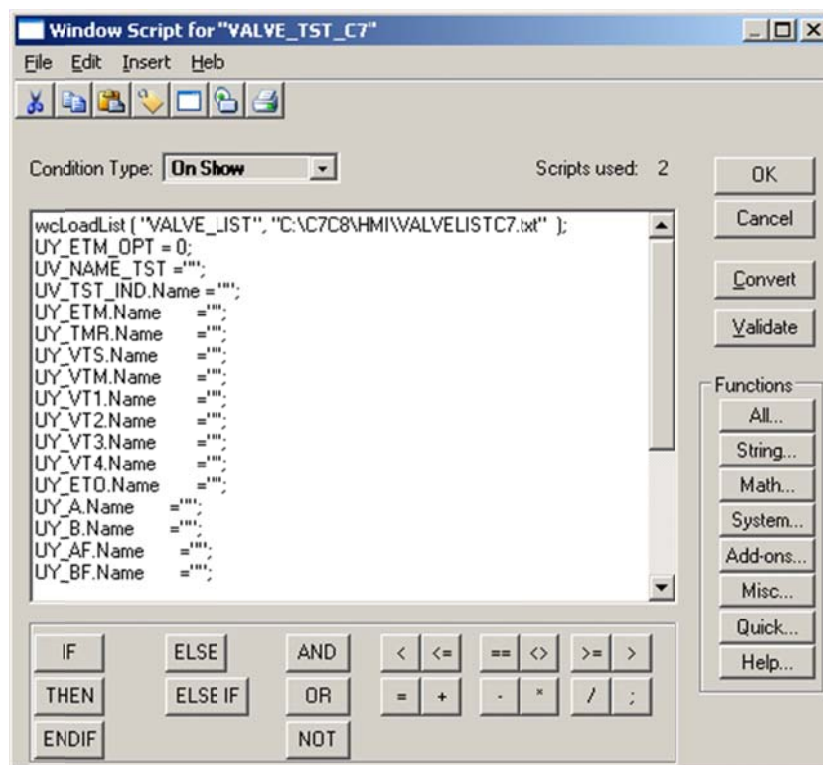 Window Script for "VALVE_TST_C7"
File Edit Insert Heb
Condition Type: On Show Scripts used: 2
wcLoadList ( "VALVE_LIST", "C:\C7C8\HMI\VALVELISTC7.txt" );
UY_ETM_OPT = 0;
UV_NAME_TST ="";
UV_TST_IND.Name ="";
UY_ETM.Name ="";
UY_TMR.Name ="";
UY_VTS.Name ="";
UY_VTM.Name ="";
UY_VT1.Name ="";
UY_VT2.Name ="";
UY_VT3.Name ="";
UY_VT4.Name ="";
UY_ETO.Name ="";
UY_A.Name ="";
UY_B.Name ="";
UY_AF.Name ="";
UY_BF.Name ="";
OK
Cancel
Convert
Validate
Functions
All...
String...
Math...
System...
Add-ons...
Misc...
Quick...
Help...
IF ELSE AND < <= == <> >= >
THEN ELSE IF OR = + - * / ;
ENDIF NOT